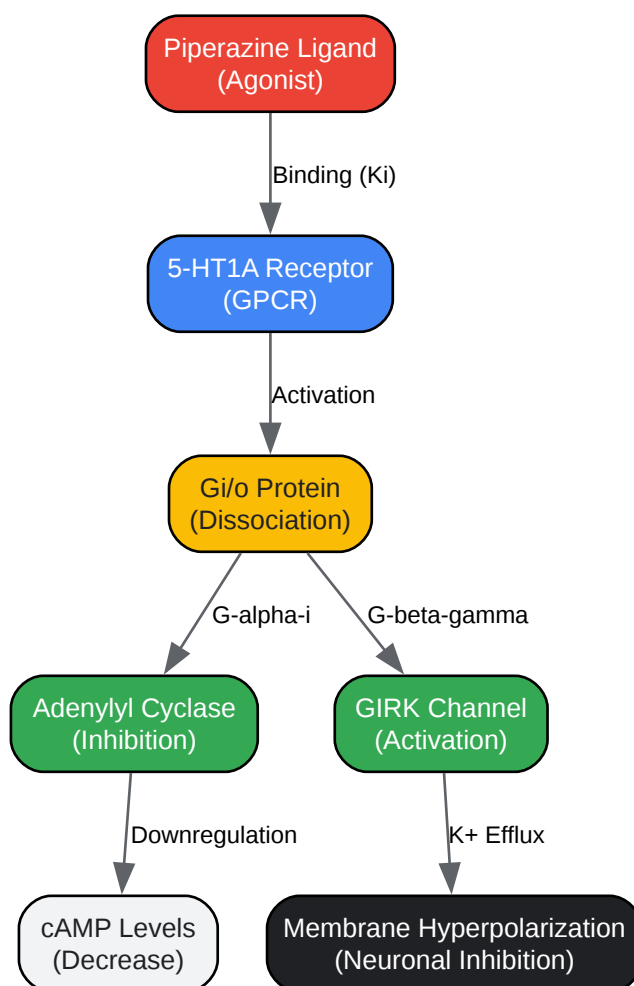 Piperazine Ligand
(Agonist)
Binding (Ki)
5-HT1A Receptor
(GPCR)
Activation
Gi/o Protein
(Dissociation)
G-alpha-i
G-beta-gamma
Adenylyl Cyclase
(Inhibition)
GIRK Channel
(Activation)
Downregulation
K+ Efflux
cAMP Levels
(Decrease)
Membrane Hyperpolarization
(Neuronal Inhibition)